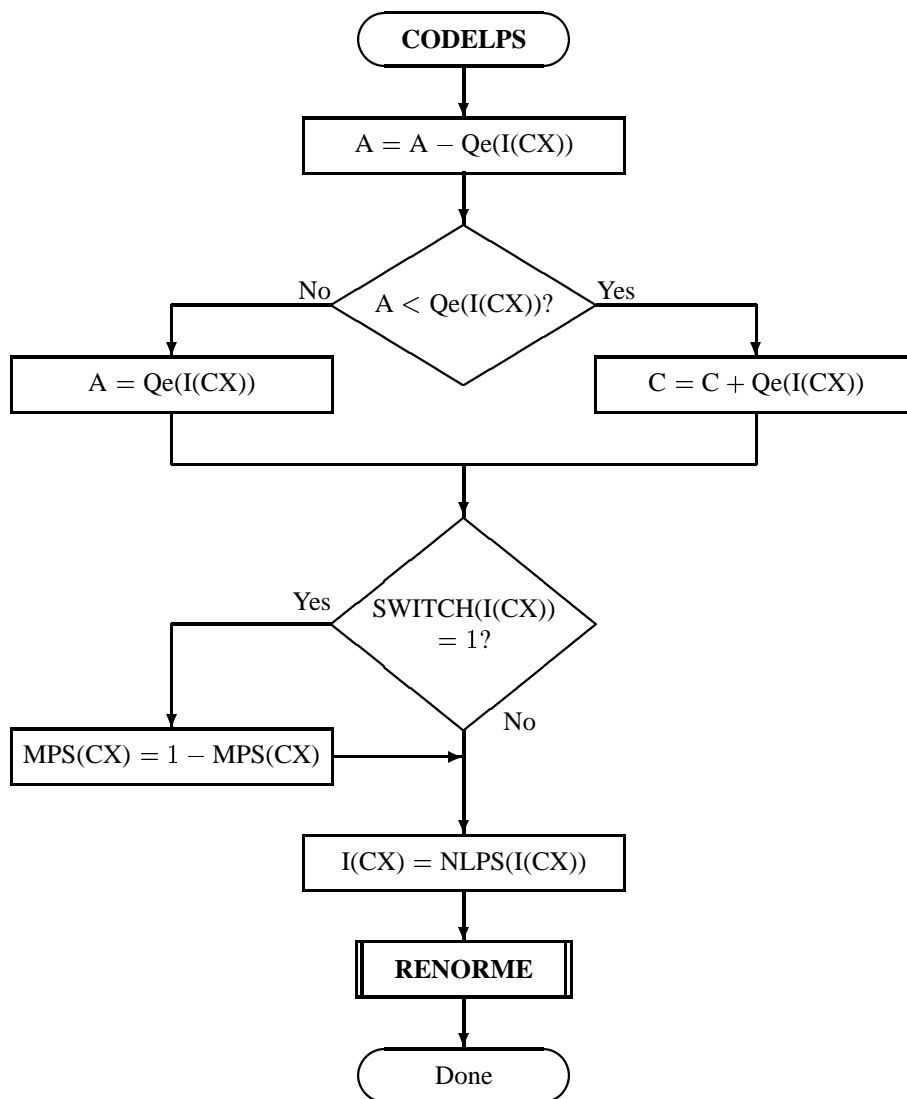 CODELPS
A = A − Qe(I(CX))
No
A < Qe(I(CX))?
Yes
A = Qe(I(CX))
C = C + Qe(I(CX))
Yes
SWITCH(I(CX))
= 1?
No
MPS(CX) = 1 − MPS(CX)
I(CX) = NLPS(I(CX))
RENORME
Done